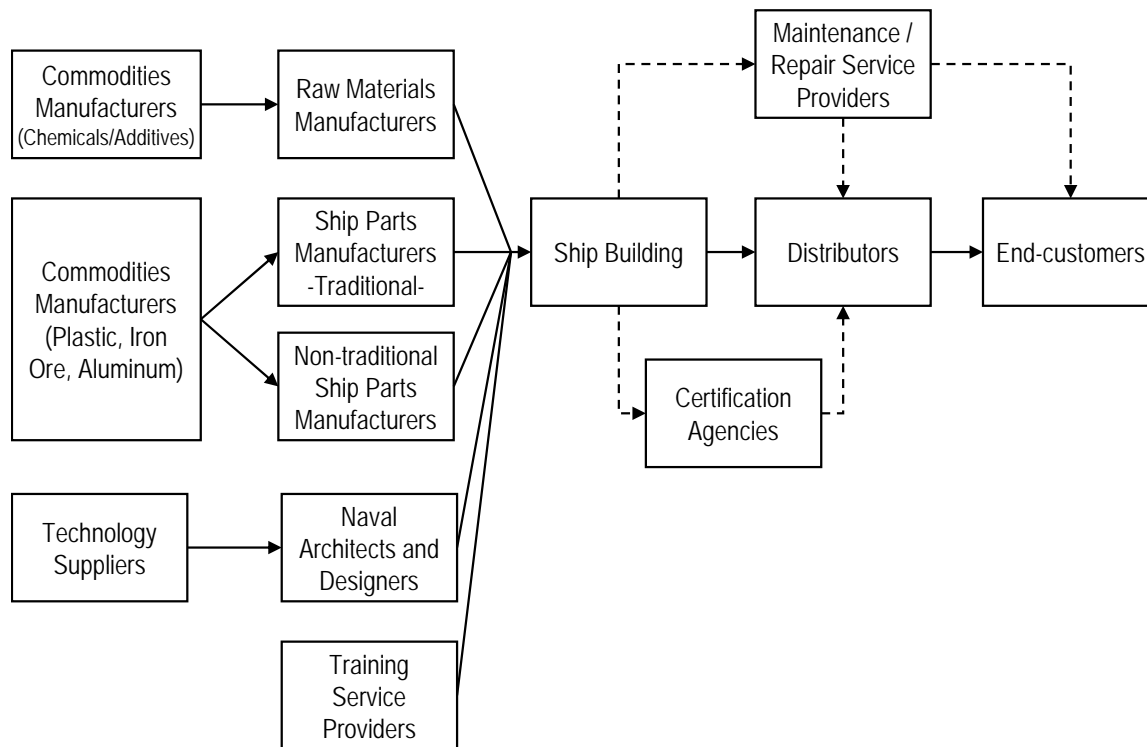 Commodities
Manufacturers
(Chemicals/Additives)
Raw Materials
Manufacturers
Maintenance /
Repair Service
Providers
Commodities
Manufacturers
(Plastic, Iron
Ore, Aluminum)
Ship Parts
Manufacturers
-Traditional-
Non-traditional
Ship Parts
Manufacturers
Ship Building
Distributors
End-customers
Certification
Agencies
Technology
Suppliers
Naval
Architects and
Designers
Training
Service
Providers